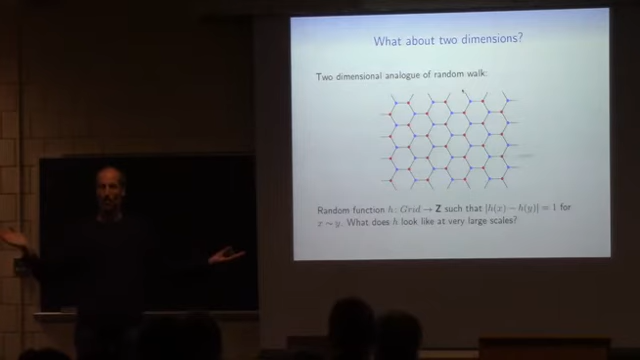 What about two dimensions?
Two dimensional analogue of random walk:
Random function h: Grid → Z such that |h(x) − h(y)| = 1 for
x ∼ y. What does h look like at very large scales?